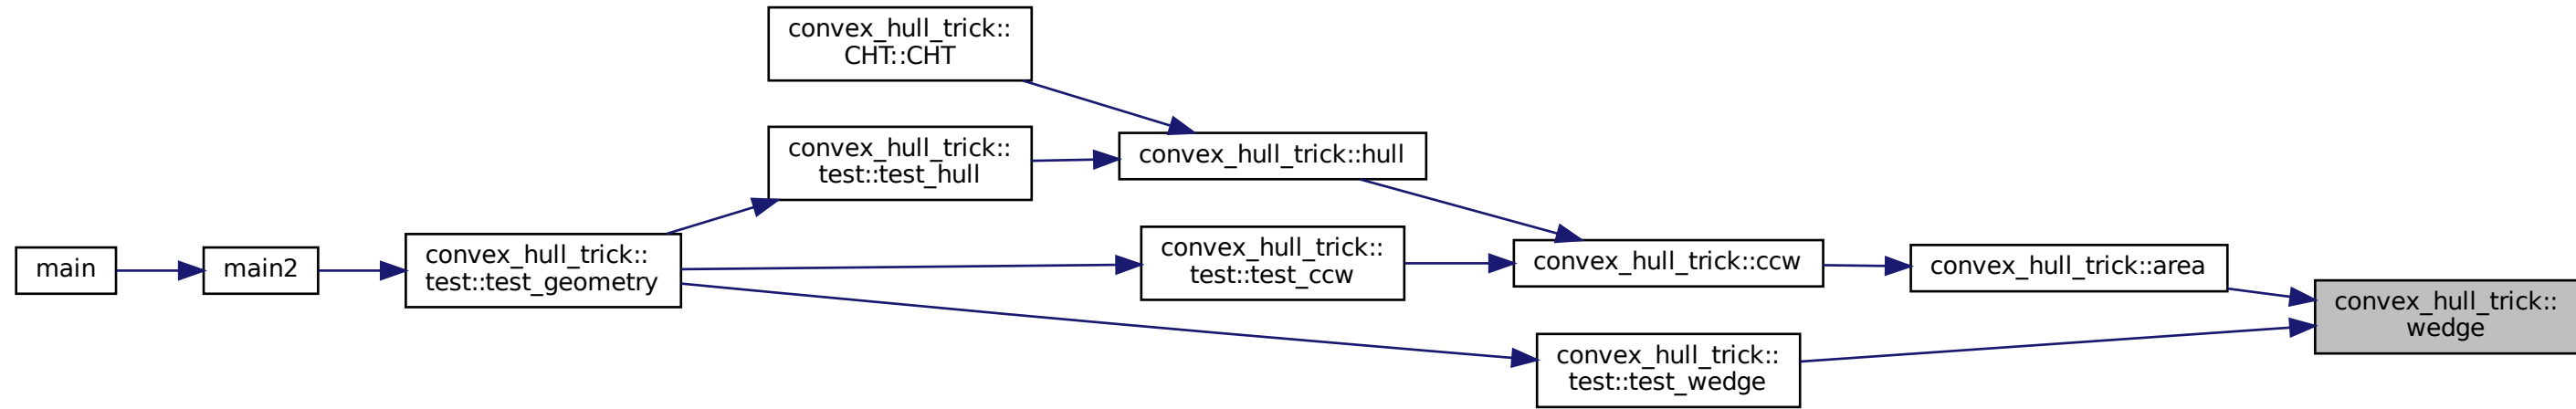 convex_hull_trick::
CHT::CHT
convex_hull_trick::
test::test_hull
convex_hull_trick::hull
main
main2
convex_hull_trick::
test::test_geometry
convex_hull_trick::
test::test_ccw
convex_hull_trick::ccw
convex_hull_trick::area
convex_hull_trick::
wedge
convex_hull_trick::
test::test_wedge